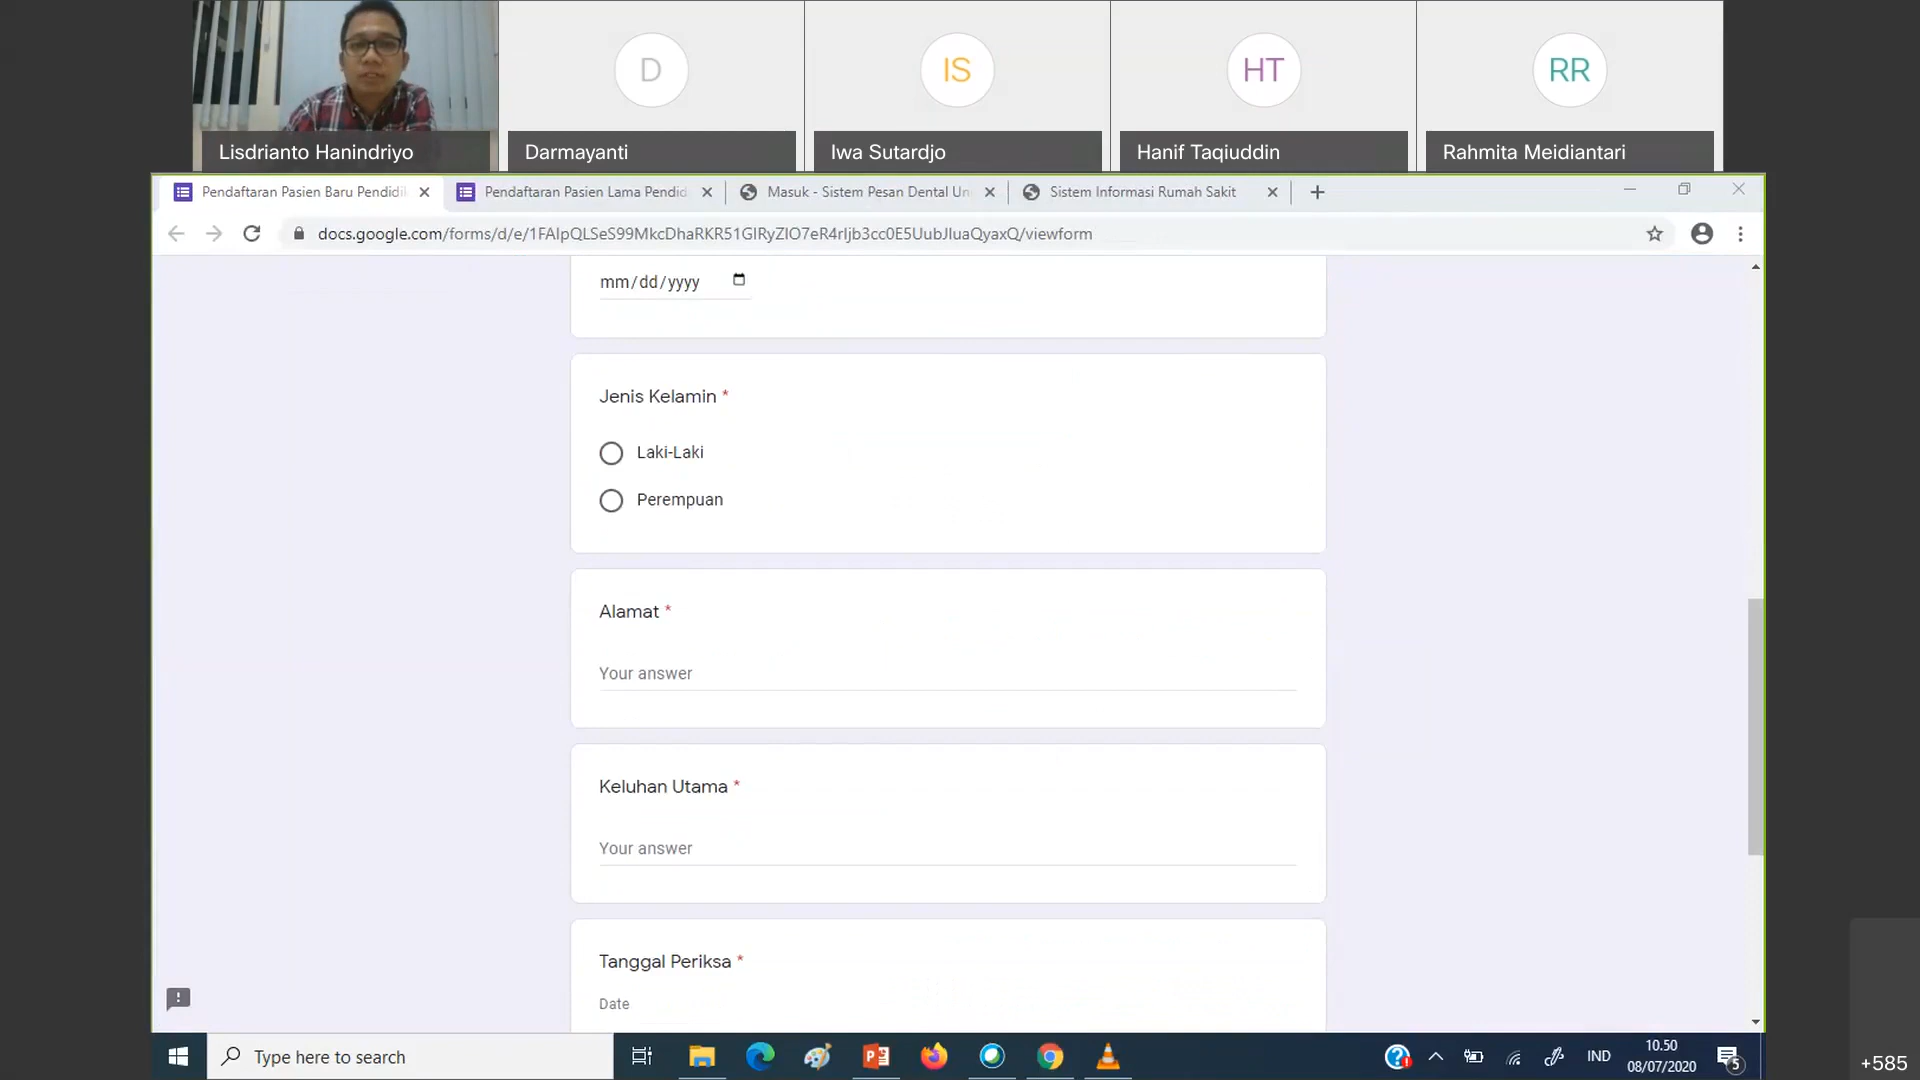 D
IS
HT
RR
Lisdrianto Hanindriyo
Darmayanti
Iwa Sutardjo
Hanif Taqiuddin
Rahmita Meidiantari
Pendaftaran Pasien Baru Pendidi
Pendaftaran Pasien Lama Pendid
Masuk - Sistem Pesan Dental Un
Sistem Informasi Rumah Sakit
docs.google.com/forms/d/e/1FAIpQLSeS99MkcDhaRKR51GIRyZIO7eR4rIjb3cc0E5UubJIuaQyaxQ/viewform
mm/dd/yyyy
Jenis Kelamin *
Laki-Laki
Perempuan
Alamat *
Your answer
Keluhan Utama *
Your answer
Tanggal Periksa *
Date
Type here to search
IND
10.50
08/07/2020
5
+585